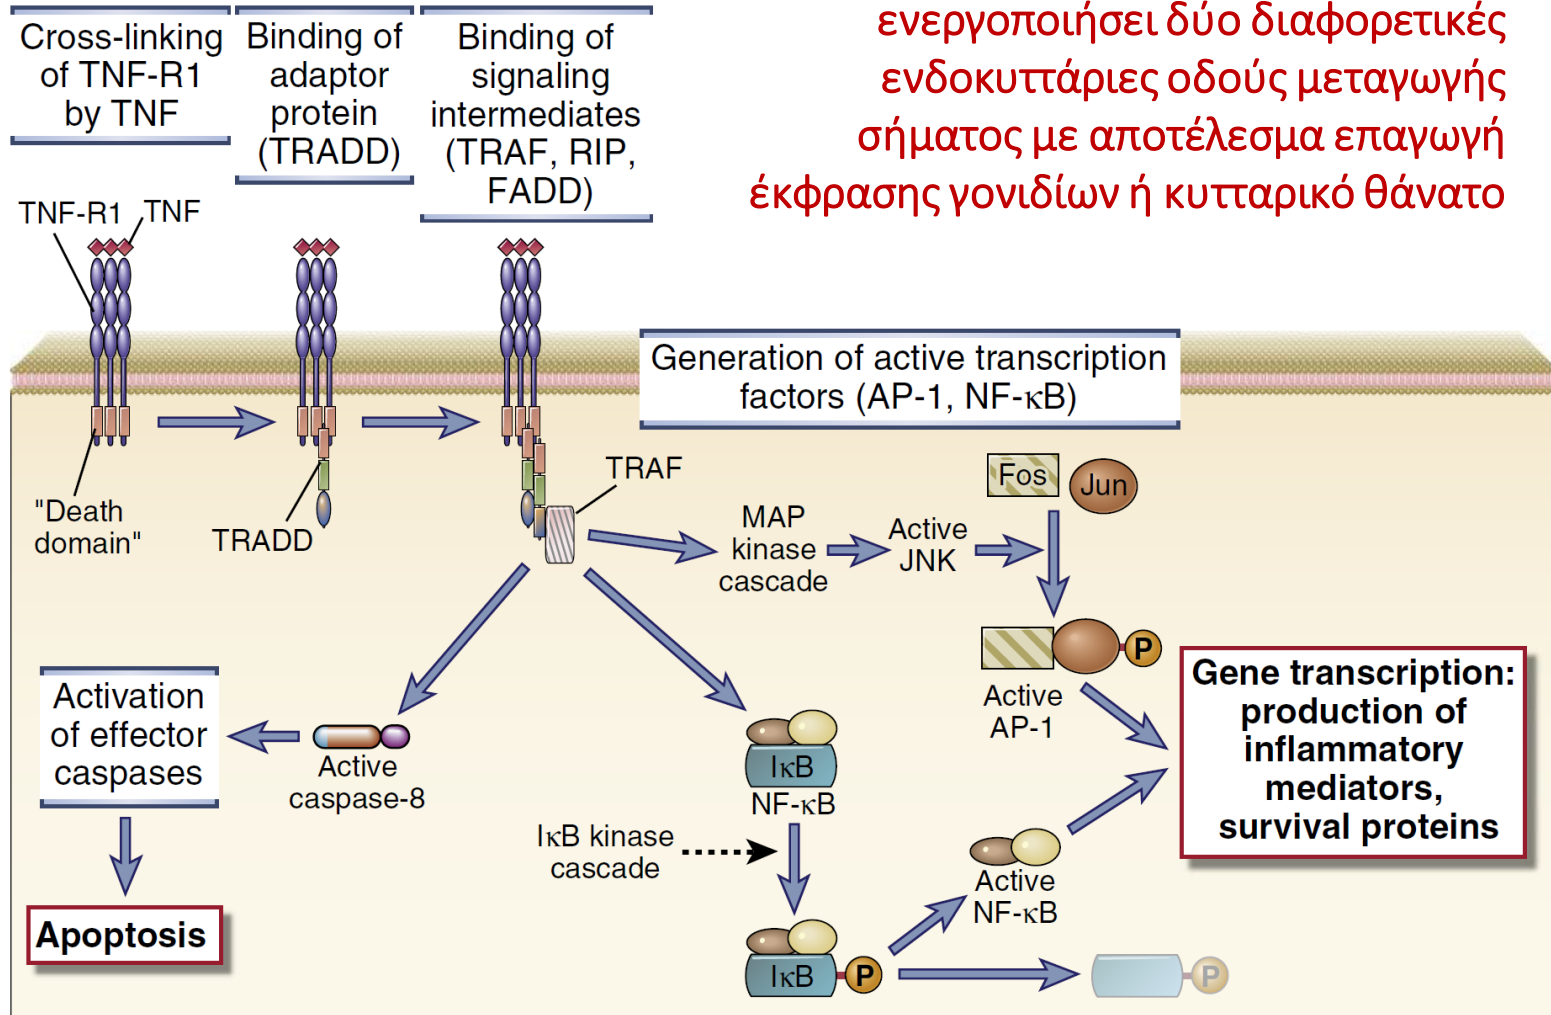 Cross-linking
of TNF-R1
by TNF
Binding of
adaptor
protein
(TRADD)
Binding of
signaling
intermediates
(TRAF, RIP,
FADD)
ενεργοποιήσει δύο διαφορετικές
ενδοκυττάριες οδούς μεταγωγής
σήματος με αποτέλεσμα επαγωγή
έκφρασης γονιδίων ή κυτταρικό θάνατο
TNF-R1
TNF
Generation of active transcription
factors (AP-1, NF-κB)
"Death
domain"
TRADD
TRAF
MAP
kinase
cascade
Active
JNK
Fos
Jun
P
Active
AP-1
Gene transcription:
production of
inflammatory
mediators,
survival proteins
Activation
of effector
caspases
Active
caspase-8
Apoptosis
IκB
NF-κB
IκB kinase
cascade
Active
NF-κB
IκB
P
P